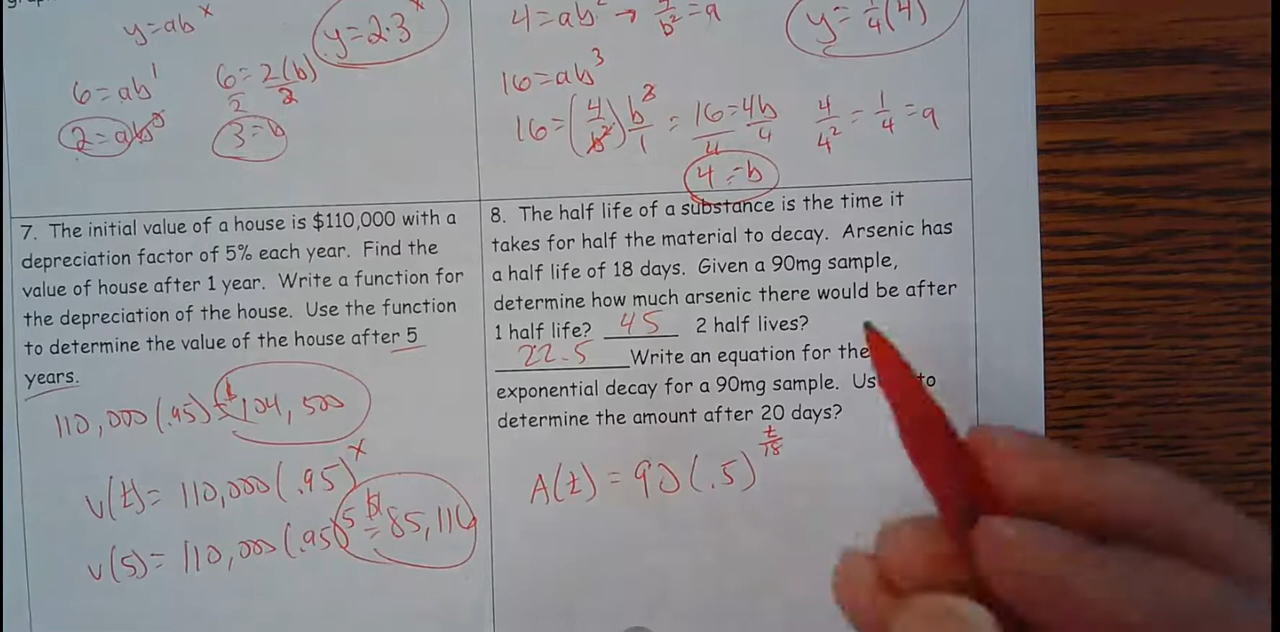 y=ab^x
y=2·3^x
6=ab^1
6/2=2(b)/2
2=ab^0
3=b
16=ab^3
16=(4/b^2)b^3/1=16/4=4b/4
4/4^2=1/4=a
4=b
7. The initial value of a house is $110,000 with a
depreciation factor of 5% each year. Find the
value of house after 1 year. Write a function for
the depreciation of the house. Use the function
to determine the value of the house after 5
years.
110,000(.95)=$104,500
v(t)=110,000(.95)^x
v(5)=110,000(.95)^5=$85,116
8. The half life of a substance is the time it
takes for half the material to decay. Arsenic has
a half life of 18 days. Given a 90mg sample,
determine how much arsenic there would be after
1 half life? 45 2 half lives?
22.5 Write an equation for the
exponential decay for a 90mg sample. to
determine the amount after 20 days?
A(t)=90(.5)^t/18